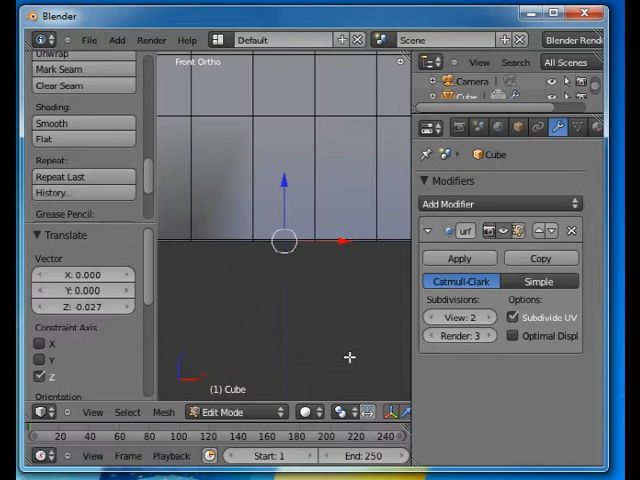 Blender
File Add Render Help Default Scene Blender Rend
Unwrap
Mark Seam
Clear Seam
Shading:
Smooth
Flat
Repeat:
Repeat Last
History...
Grease Pencil:
Translate
Vector
X: 0.000
Y: 0.000
Z: -0.027
Constraint Axis
X
Y
Z
Orientation
Front Ortho
(1) Cube
View Select Mesh Edit Mode
View Search All Scenes
Camera
Cube
Cube
Modifiers
Add Modifier
urf
Apply Copy
Catmull-Clark Simple
Subdivisions: Options:
View: 2 Subdivide UV
Render: 3 Optimal Displ
20 40 60 80 100 120 140 160 180 200 220 240
View Frame Playback Start: 1 End: 250